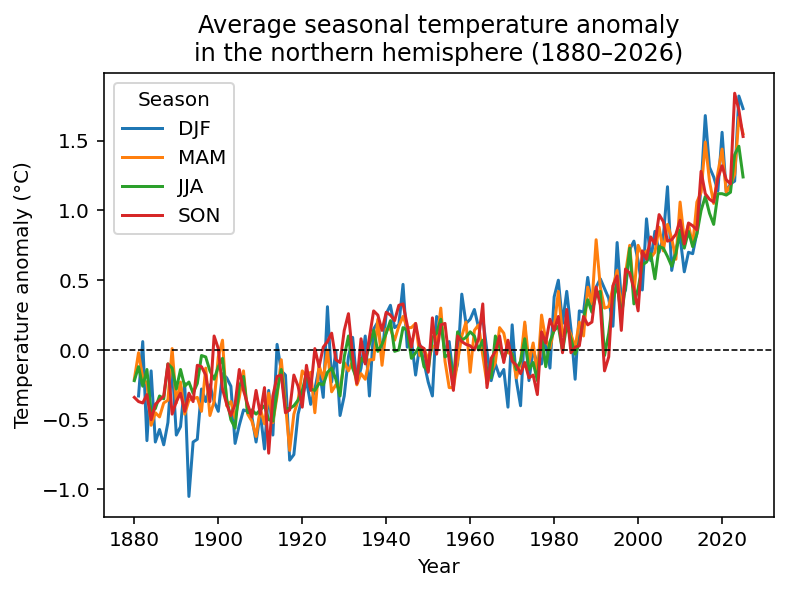 Average seasonal temperature anomaly
in the northern hemisphere (1880–2026)
Season
DJF
MAM
JJA
SON
Temperature anomaly (°C)
1.5
1.0
0.5
0.0
−0.5
−1.0
1880 1900 1920 1940 1960 1980 2000 2020
Year